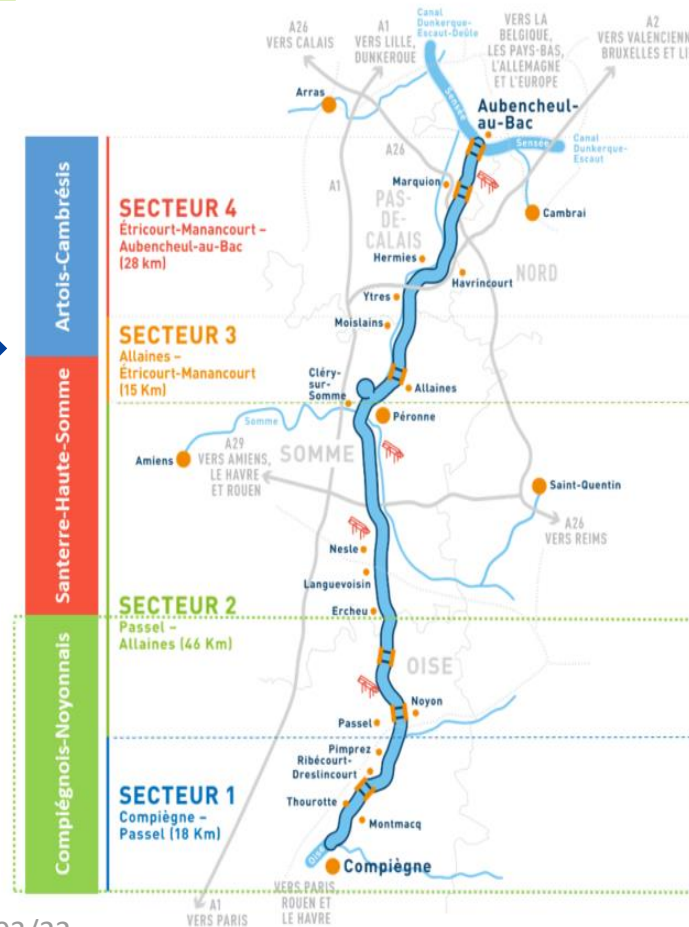 Canal
Dunkerque-
Escaut-Deûle
A26
VERS CALAIS
A1
VERS LILLE,
DUNKERQUE
VERS LA
BELGIQUE,
LES PAYS-BAS,
L'ALLEMAGNE
ET L'EUROPE
A2
VERS VALENCIENN
BRUXELLES ET LI
Arras
Sensée
Aubencheul-
au-Bac
Sensée
Canal
Dunkerque-
Escaut
A26
A1
Marquion
PAS-
DE-
CALAIS
Cambrai
Artois-Cambrésis
SECTEUR 4
Étricourt-Manancourt –
Aubencheul-au-Bac
(28 km)
Hermies
Havrincourt
NORD
Ytres
Moislains
SECTEUR 3
Allaines –
Étricourt-Manancourt
(15 Km)
Cléry-
sur-
Somme
Allaines
Péronne
Santerre-Haute-Somme
Somme
Amiens
A29
VERS AMIENS,
LE HAVRE
ET ROUEN
SOMME
Saint-Quentin
A26
VERS REIMS
Nesle
Languevoisin
Ercheu
SECTEUR 2
Passel –
Allaines (46 Km)
OISE
Noyon
Passel
Compiégnois-Noyonnais
Pimprez
Ribécourt-
Dreslincourt
SECTEUR 1
Compiègne –
Passel (18 Km)
Thourotte
Montmacq
Oise
Compiègne
VERS PARIS,
ROUEN ET
LE HAVRE
A1
VERS PARIS